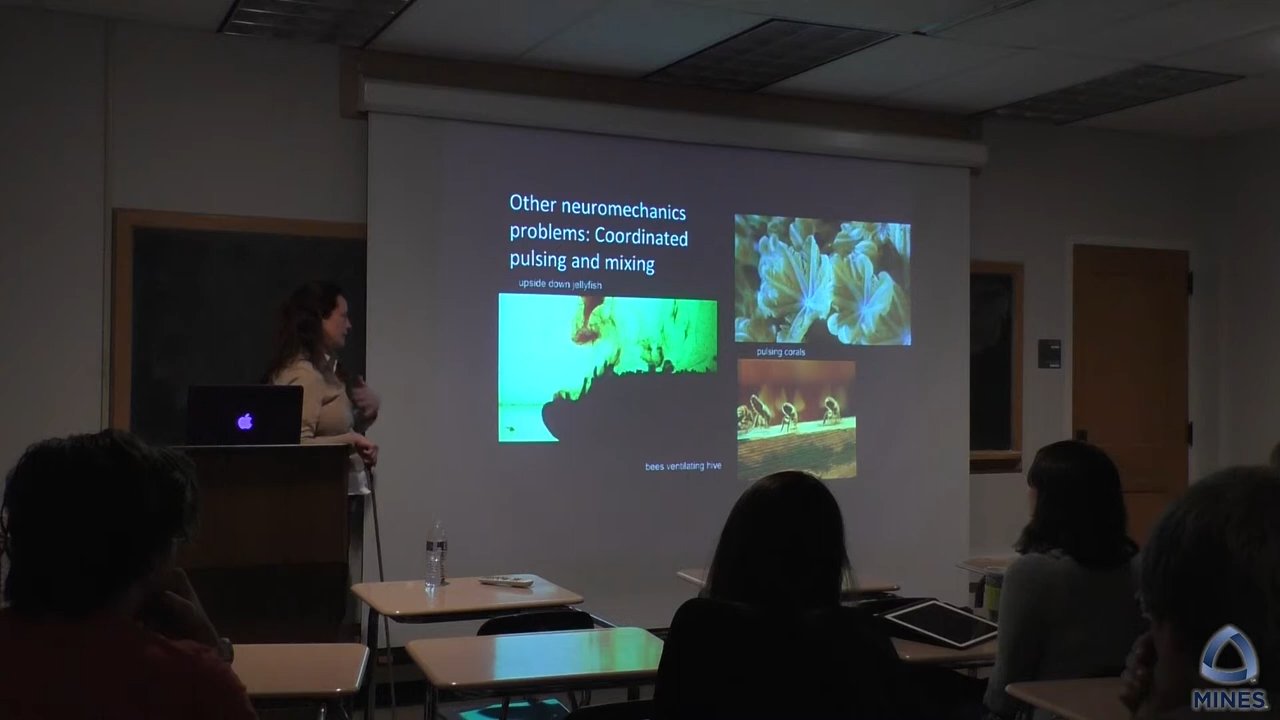 Other neuromechanics
problems: Coordinated
pulsing and mixing
upside down jellyfish
pulsing corals
bees ventilating hive
MINES